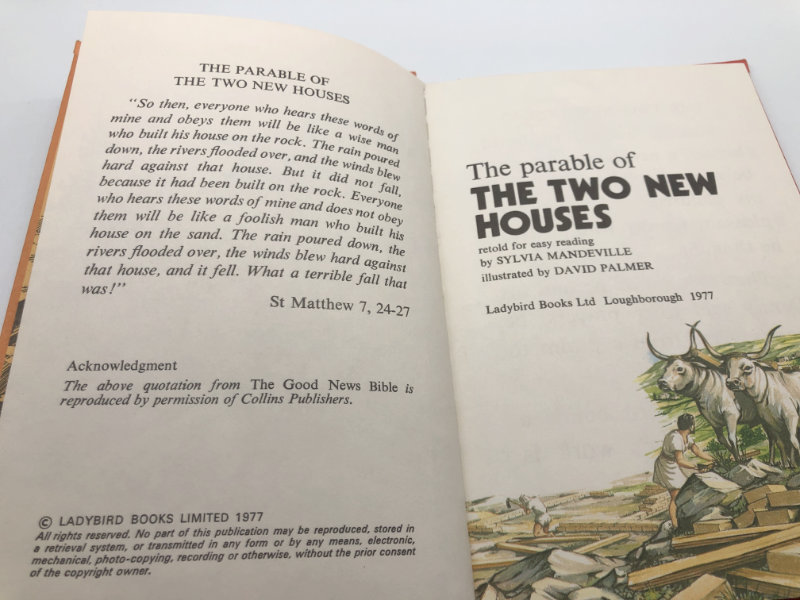 THE PARABLE OF
THE TWO NEW HOUSES
"So then, everyone who hears these words of
mine and obeys them will be like a wise man
who built his house on the rock. The rain poured
down, the rivers flooded over, and the winds blew
hard against that house. But it did not fall,
because it had been built on the rock. Everyone
who hears these words of mine and does not obey
them will be like a foolish man who built his
house on the sand. The rain poured down, the
rivers flooded over, the winds blew hard against
that house, and it fell. What a terrible fall that
was!"
St Matthew 7, 24-27
Acknowledgment
The above quotation from The Good News Bible is
reproduced by permission of Collins Publishers.
© LADYBIRD BOOKS LIMITED 1977
All rights reserved. No part of this publication may be reproduced, stored in
a retrieval system, or transmitted in any form or by any means, electronic,
mechanical, photo-copying, recording or otherwise, without the prior consent
of the copyright owner.
The parable of
THE TWO NEW
HOUSES
retold for easy reading
by SYLVIA MANDEVILLE
illustrated by DAVID PALMER
Ladybird Books Ltd Loughborough 1977